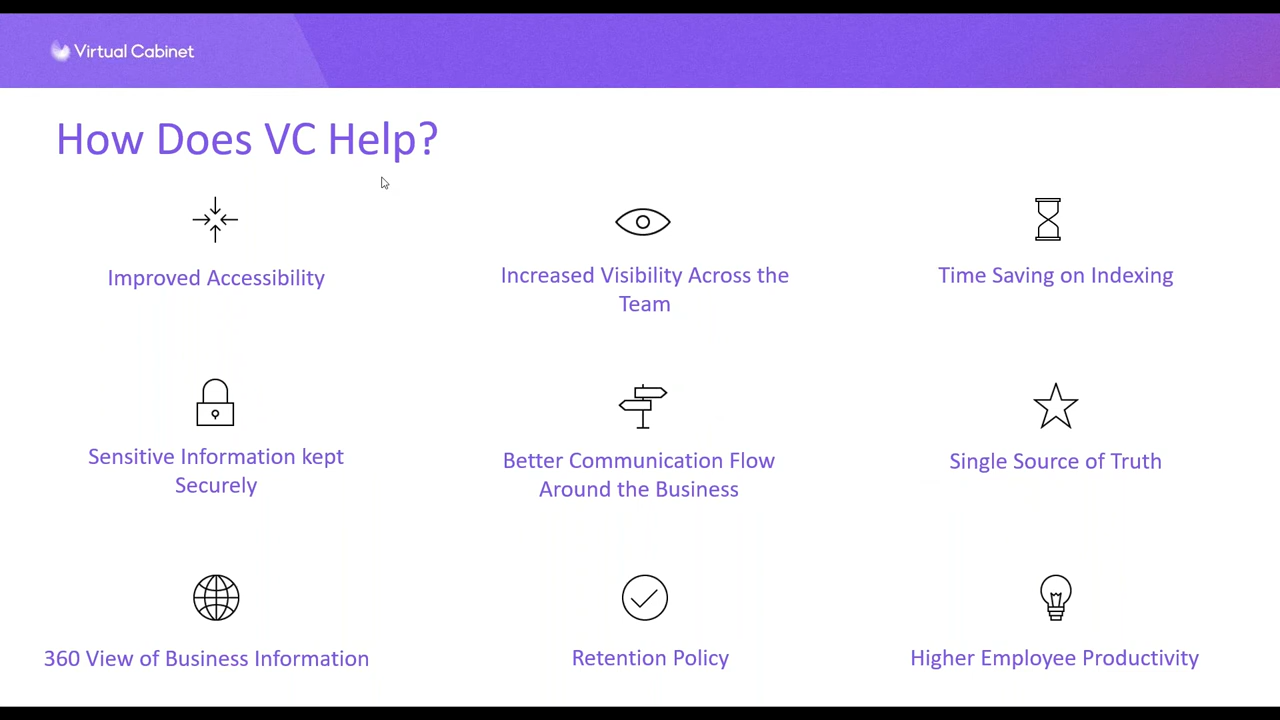 Virtual Cabinet
How Does VC Help?
Improved Accessibility
Increased Visibility Across the
Team
Time Saving on Indexing
Sensitive Information kept
Securely
Better Communication Flow
Around the Business
Single Source of Truth
360 View of Business Information
Retention Policy
Higher Employee Productivity